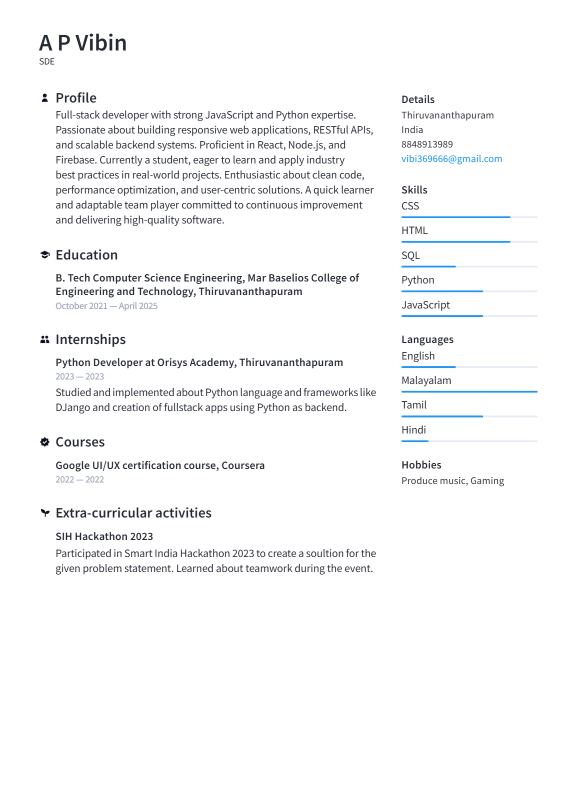 A P Vibin
SDE
Profile
Full-stack developer with strong JavaScript and Python expertise.
Passionate about building responsive web applications, RESTful APIs,
and scalable backend systems. Proficient in React, Node.js, and
Firebase. Currently a student, eager to learn and apply industry
best practices in real-world projects. Enthusiastic about clean code,
performance optimization, and user-centric solutions. A quick learner
and adaptable team player committed to continuous improvement
and delivering high-quality software.
Education
B. Tech Computer Science Engineering, Mar Baselios College of
Engineering and Technology, Thiruvananthapuram
October 2021 — April 2025
Internships
Python Developer at Orisys Academy, Thiruvananthapuram
2023 — 2023
Studied and implemented about Python language and frameworks like
DJango and creation of fullstack apps using Python as backend.
Courses
Google UI/UX certification course, Coursera
2022 — 2022
Extra-curricular activities
SIH Hackathon 2023
Participated in Smart India Hackathon 2023 to create a soultion for the
given problem statement. Learned about teamwork during the event.
Details
Thiruvananthapuram
India
8848913989
vibi369666@gmail.com
Skills
CSS
HTML
SQL
Python
JavaScript
Languages
English
Malayalam
Tamil
Hindi
Hobbies
Produce music, Gaming